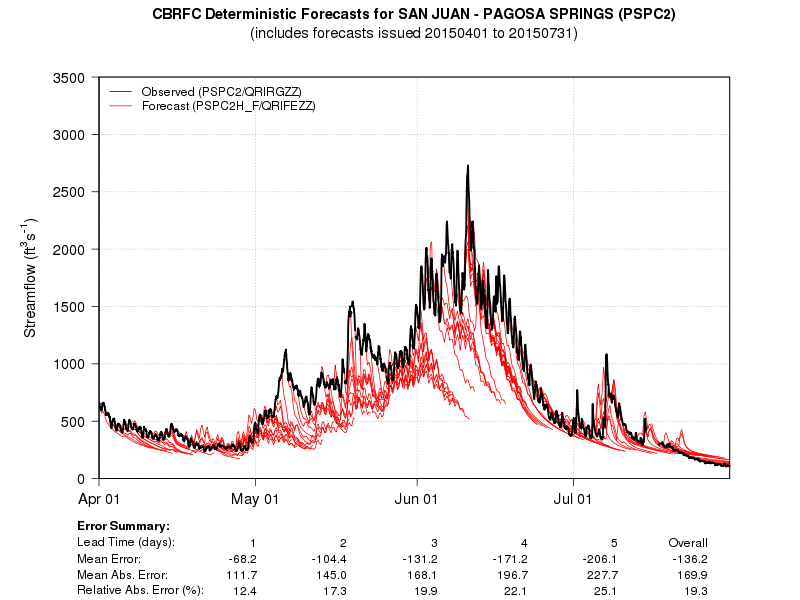 CBRFC Deterministic Forecasts for SAN JUAN - PAGOSA SPRINGS (PSPC2)
(includes forecasts issued 20150401 to 20150731)
3500
3000
2500
2000
1500
1000
500
0
Streamflow (ft³s⁻¹)
Observed (PSPC2/QRIRGZZ)
Forecast (PSPC2H_F/QRIFEZZ)
Apr 01 May 01 Jun 01 Jul 01
Error Summary:
Lead Time (days): 1 2 3 4 5 Overall
Mean Error: -68.2 -104.4 -131.2 -171.2 -206.1 -136.2
Mean Abs. Error: 111.7 145.0 168.1 196.7 227.7 169.9
Relative Abs. Error (%): 12.4 17.3 19.9 22.1 25.1 19.3